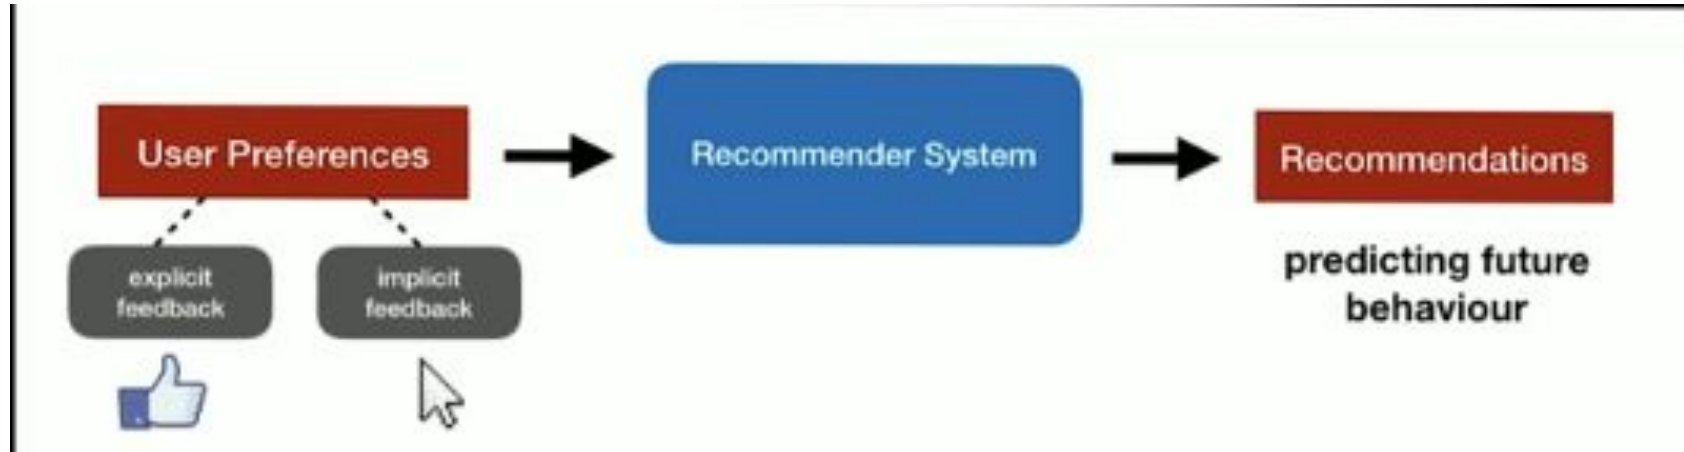 User Preferences
Recommender System
Recommendations
explicit
feedback
implicit
feedback
predicting future
behaviour